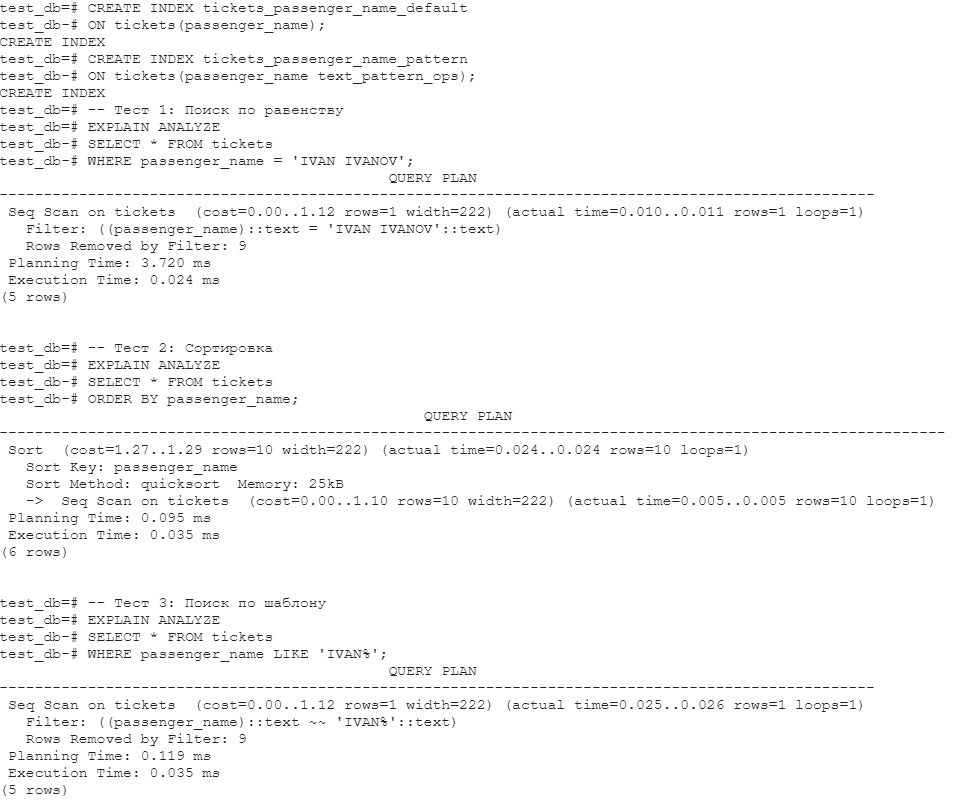 test_db=# CREATE INDEX tickets_passenger_name_default
test_db-# ON tickets(passenger_name);
CREATE INDEX
test_db=# CREATE INDEX tickets_passenger_name_pattern
test_db-# ON tickets(passenger_name text_pattern_ops);
CREATE INDEX
test_db=# -- Тест 1: Поиск по равенству
test_db=# EXPLAIN ANALYZE
test_db-# SELECT * FROM tickets
test_db-# WHERE passenger_name = 'IVAN IVANOV';
QUERY PLAN
----------------------------------------------------------------------------------------------------
Seq Scan on tickets  (cost=0.00..1.12 rows=1 width=222) (actual time=0.010..0.011 rows=1 loops=1)
Filter: ((passenger_name)::text = 'IVAN IVANOV'::text)
Rows Removed by Filter: 9
Planning Time: 3.720 ms
Execution Time: 0.024 ms
(5 rows)
test_db=# -- Тест 2: Сортировка
test_db=# EXPLAIN ANALYZE
test_db-# SELECT * FROM tickets
test_db-# ORDER BY passenger_name;
QUERY PLAN
------------------------------------------------------------------------------------------------------------
Sort  (cost=1.27..1.29 rows=10 width=222) (actual time=0.024..0.024 rows=10 loops=1)
Sort Key: passenger_name
Sort Method: quicksort  Memory: 25kB
->  Seq Scan on tickets  (cost=0.00..1.10 rows=10 width=222) (actual time=0.005..0.005 rows=10 loops=1)
Planning Time: 0.095 ms
Execution Time: 0.035 ms
(6 rows)
test_db=# -- Тест 3: Поиск по шаблону
test_db=# EXPLAIN ANALYZE
test_db-# SELECT * FROM tickets
test_db-# WHERE passenger_name LIKE 'IVAN%';
QUERY PLAN
----------------------------------------------------------------------------------------------------
Seq Scan on tickets  (cost=0.00..1.12 rows=1 width=222) (actual time=0.025..0.026 rows=1 loops=1)
Filter: ((passenger_name)::text ~~ 'IVAN%'::text)
Rows Removed by Filter: 9
Planning Time: 0.119 ms
Execution Time: 0.035 ms
(5 rows)